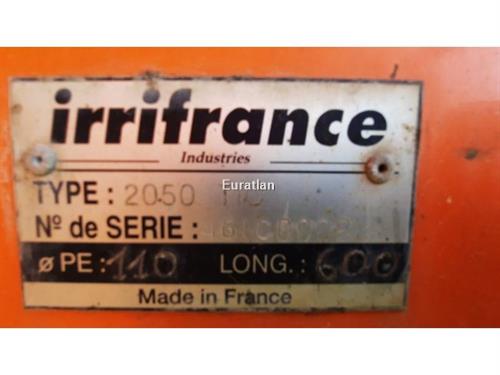 irrifrance
Industries
TYPE : 2050
Euratlan
Nº de SERIE :
ø PE : 110 LONG. : 600
Made in France